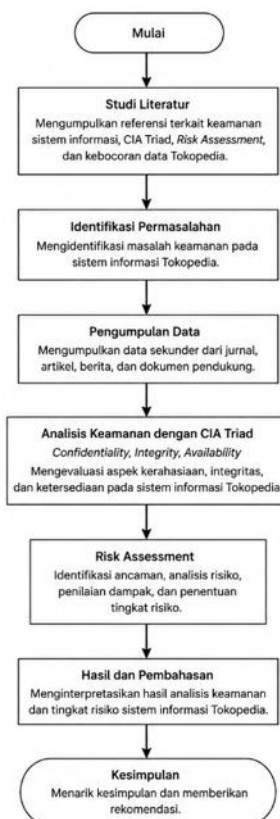 Mulai
Studi Literatur
Mengumpulkan referensi terkait keamanan
sistem informasi, CIA Triad, Risk Assessment,
dan kebocoran data Tokopedia.
Identifikasi Permasalahan
Mengidentifikasi masalah keamanan pada
sistem informasi Tokopedia.
Pengumpulan Data
Mengumpulkan data sekunder dari jurnal,
artikel, berita, dan dokumen pendukung.
Analisis Keamanan dengan CIA Triad
Confidentiality, Integrity, Availability
Mengevaluasi aspek kerahasiaan, integritas,
dan ketersediaan pada sistem informasi Tokopedia
Risk Assessment
Identifikasi ancaman, analisis risiko,
penilaian dampak, dan penentuan
tingkat risiko.
Hasil dan Pembahasan
Menginterpretasikan hasil analisis keamanan
dan tingkat risiko sistem informasi Tokopedia.
Kesimpulan
Menarik kesimpulan dan memberikan
rekomendasi.